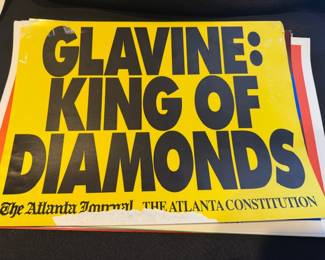 GLAVINE:
KING OF
DIAMONDS
The Atlanta Journal THE ATLANTA CONSTITUTION